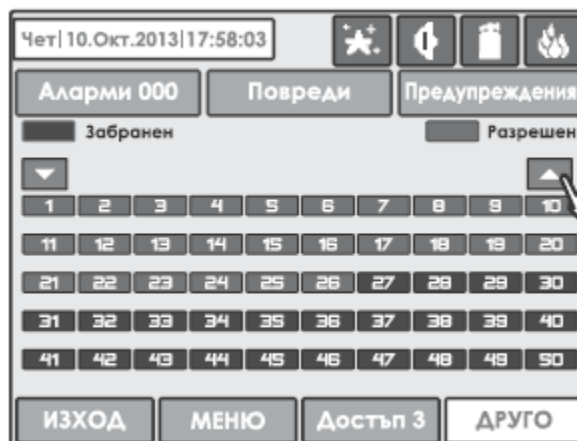 Чет|10.Окт.2013|17:58:03
Аларми 000 Повреди Предупреждения
Забранен Разрешен
1 2 3 4 5 6 7 8 9 10
11 12 13 14 15 16 17 18 19 20
21 22 23 24 25 26 27 28 29 30
31 32 33 34 35 36 37 38 39 40
41 42 43 44 45 46 47 48 49 50
ИЗХОД МЕНЮ Достъп 3 ДРУГО